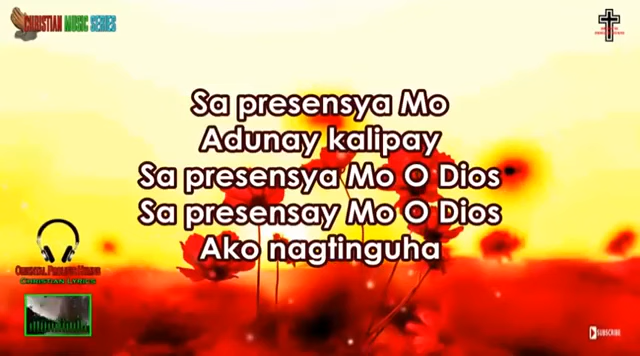 CHRISTIAN MUSIC SERIES
Sa presensya Mo
Adunay kalipay
Sa presensya Mo O Dios
Sa presensay Mo O Dios
Ako nagtinguha
CHRISTIAN LYRICS
SUBSCRIBE